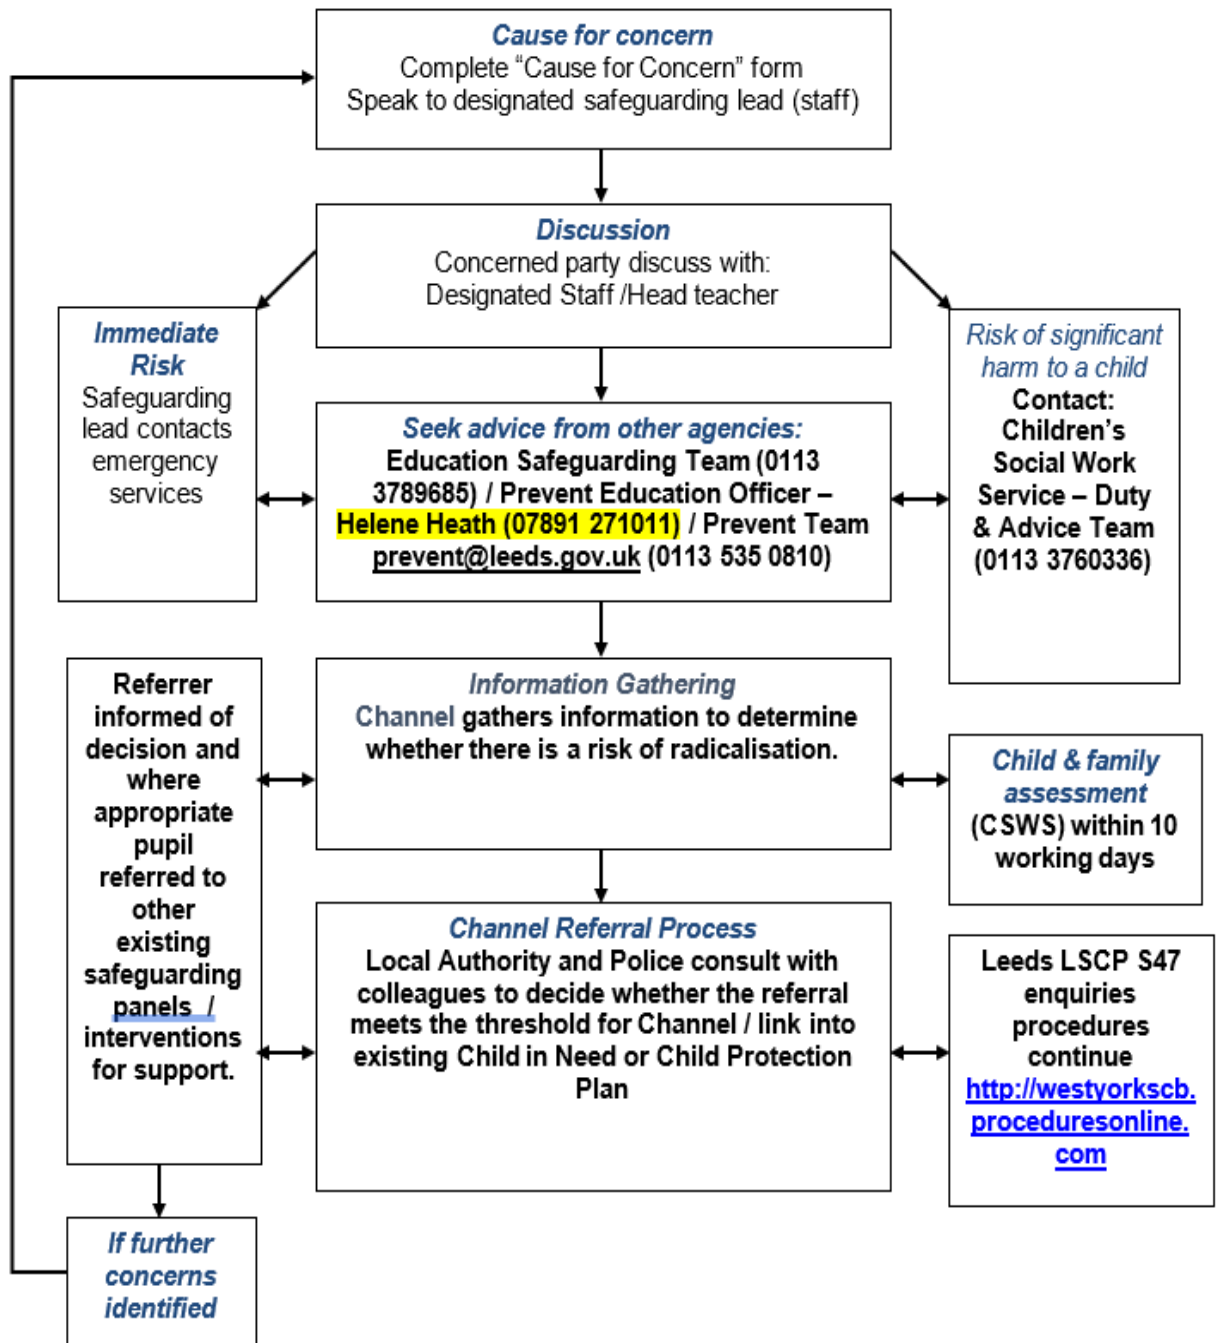 Cause for concern
Complete “Cause for Concern” form
Speak to designated safeguarding lead (staff)
Discussion
Concerned party discuss with:
Designated Staff /Head teacher
Immediate
Risk
Safeguarding
lead contacts
emergency
services
Seek advice from other agencies:
Education Safeguarding Team (0113
3789685) / Prevent Education Officer –
Helene Heath (07891 271011) / Prevent Team
prevent@leeds.gov.uk (0113 535 0810)
Risk of significant
harm to a child
Contact:
Children’s
Social Work
Service – Duty
& Advice Team
(0113 3760336)
Referrer
informed of
decision and
where
appropriate
pupil
referred to
other
existing
safeguarding
panels /
interventions
for support.
Information Gathering
Channel gathers information to determine
whether there is a risk of radicalisation.
Child & family
assessment
(CSWS) within 10
working days
Channel Referral Process
Local Authority and Police consult with
colleagues to decide whether the referral
meets the threshold for Channel / link into
existing Child in Need or Child Protection
Plan
Leeds LSCP S47
enquiries
procedures
continue
http://westyorkscb.
proceduresonline.
com
If further
concerns
identified